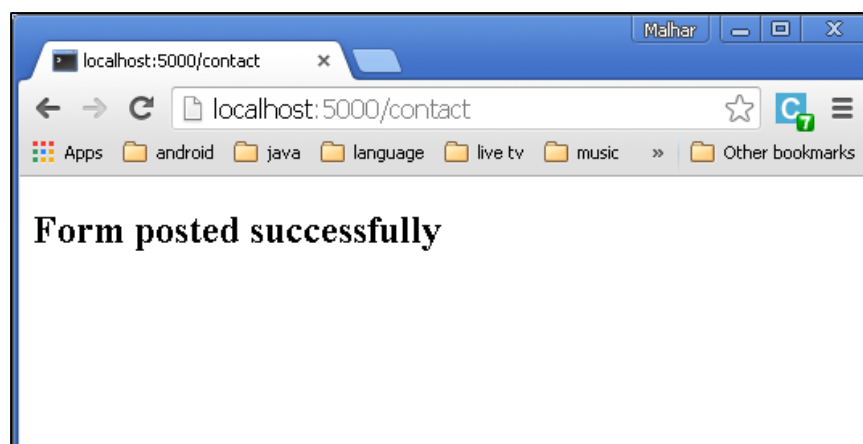 Malhar
localhost:5000/contact
localhost:5000/contact
C 7
Apps android java language live tv music » Other bookmarks
Form posted successfully